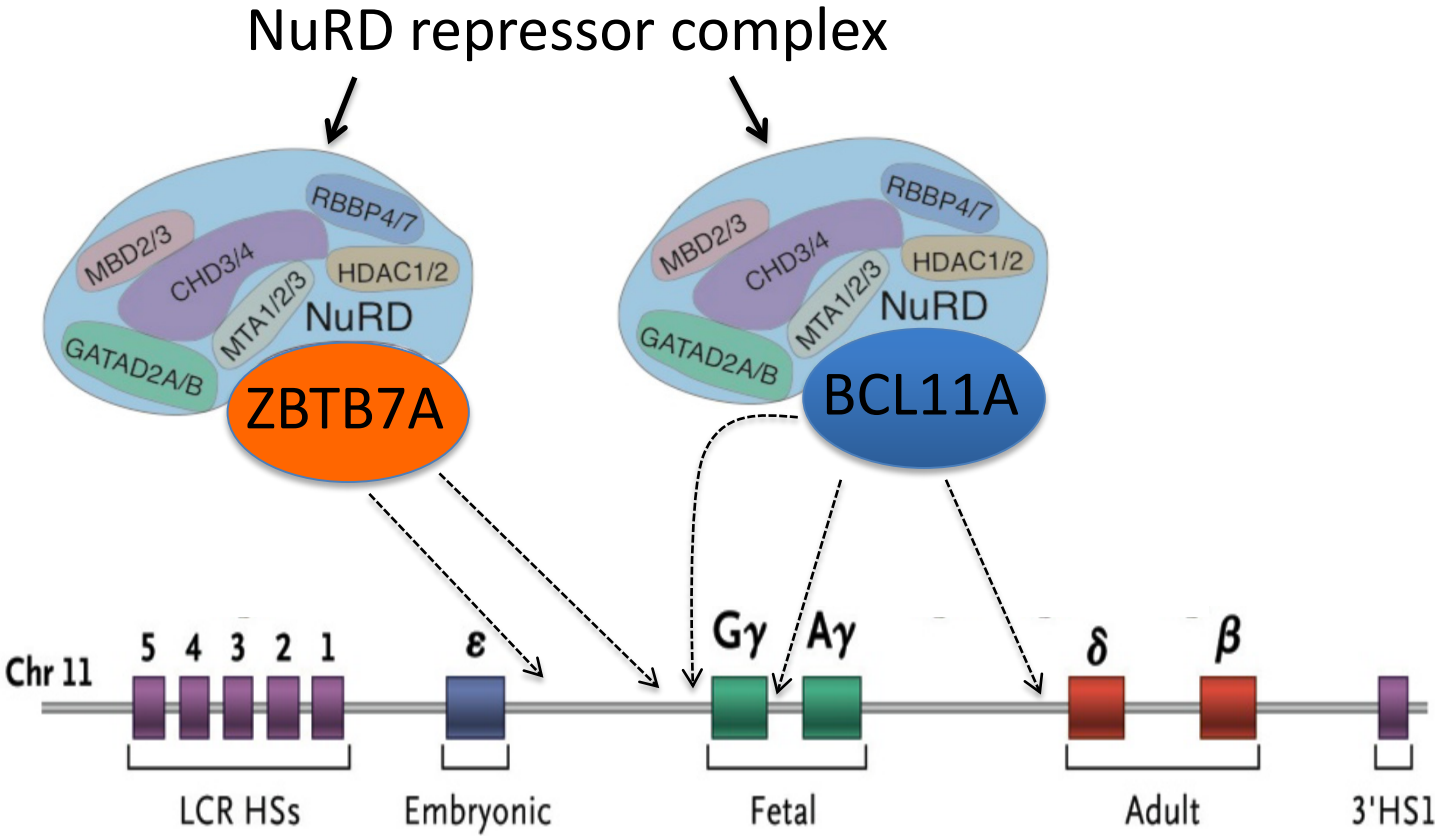 NuRD repressor complex
RBBP4/7
MBD2/3
CHD3/4
HDAC1/2
MTA1/2/3
NuRD
GATAD2A/B
ZBTB7A
RBBP4/7
MBD2/3
CHD3/4
HDAC1/2
MTA1/2/3
NuRD
GATAD2A/B
BCL11A
Chr 11
5 4 3 2 1
ε
Gγ Aγ
δ β
LCR HSs
Embryonic
Fetal
Adult
3'HS1